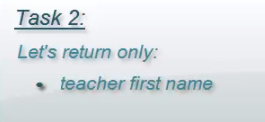 Task 2:
Let's return only:
• teacher first name